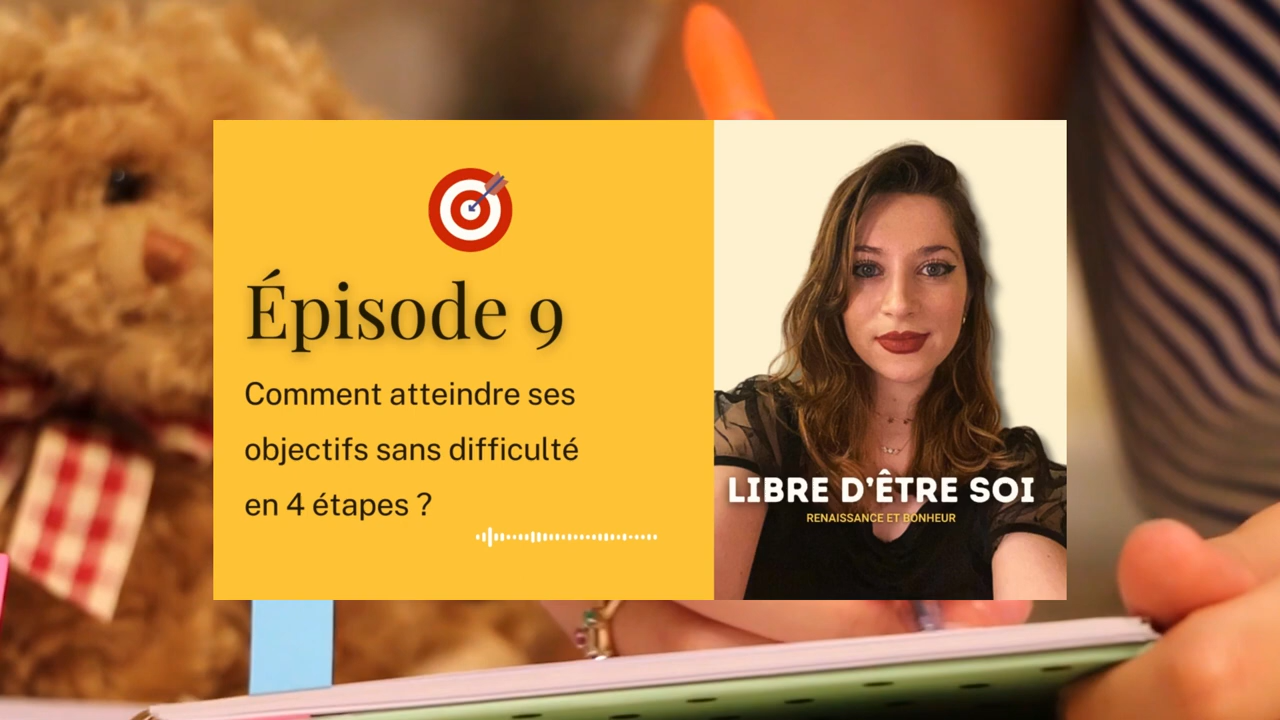 Épisode 9
Comment atteindre ses
objectifs sans difficulté
en 4 étapes ?
LIBRE D'ÊTRE SOI
RENAISSANCE ET BONHEUR